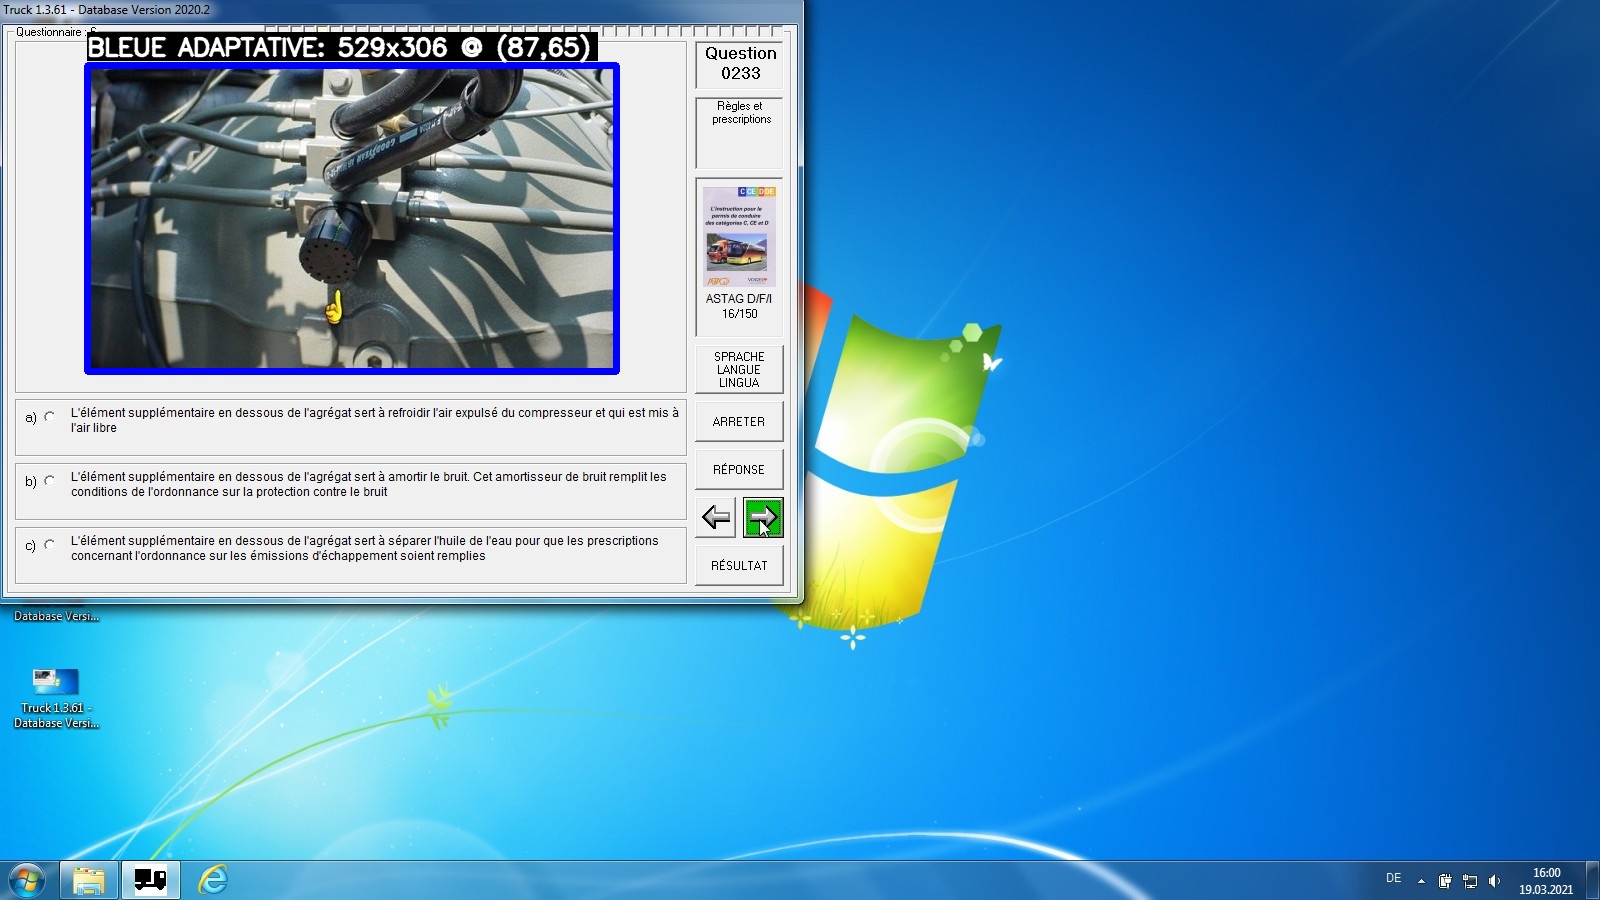 Truck 1.3.61 - Database Version 2020.2
Questionnaire : 6
BLEUE ADAPTATIVE: 529x306 @ (87,65)
GOODYEAR
Question
0233
Règles et
prescriptions
C CE D DE
L'instruction pour le
permis de conduire
des catégories C, CE et D
ASTAG D/F/I
16/150
SPRACHE
LANGUE
LINGUA
ARRETER
RÉPONSE
RÉSULTAT
a) L'élément supplémentaire en dessous de l'agrégat sert à refroidir l'air expulsé du compresseur et qui est mis à
l'air libre
b) L'élément supplémentaire en dessous de l'agrégat sert à amortir le bruit. Cet amortisseur de bruit remplit les
conditions de l'ordonnance sur la protection contre le bruit
c) L'élément supplémentaire en dessous de l'agrégat sert à séparer l'huile de l'eau pour que les prescriptions
concernant l'ordonnance sur les émissions d'échappement soient remplies
Database Versi...
Truck 1.3.61 -
Database Versi...
DE
16:00
19.03.2021